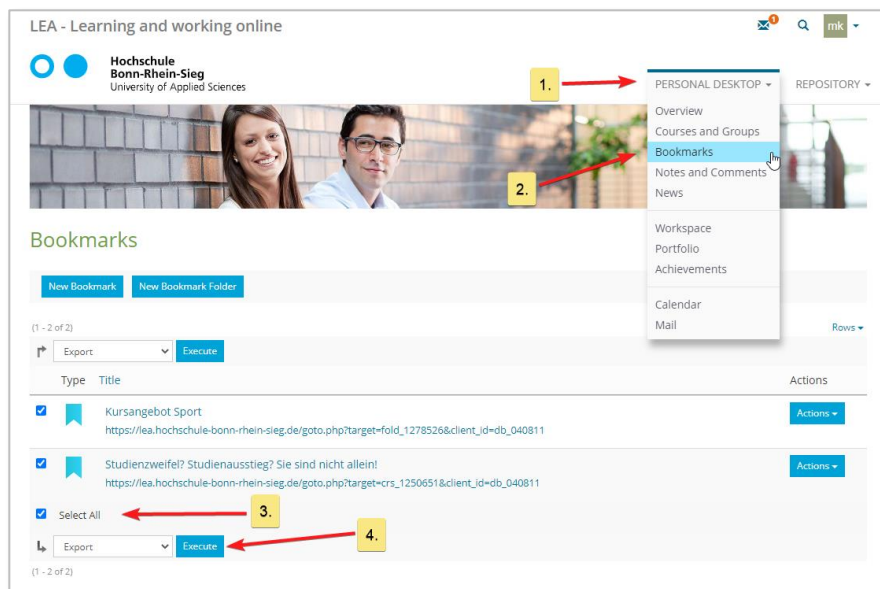 LEA - Learning and working online
1
mk
Hochschule
Bonn-Rhein-Sieg
University of Applied Sciences
1.
PERSONAL DESKTOP
REPOSITORY
Overview
Courses and Groups
Bookmarks
Notes and Comments
News
2.
Workspace
Portfolio
Achievements
Calendar
Mail
Bookmarks
New Bookmark New Bookmark Folder
(1 - 2 of 2) Rows
Export Execute
Type Title Actions
Kursangebot Sport Actions
https://lea.hochschule-bonn-rhein-sieg.de/goto.php?target=fold_1278526&client_id=db_040811
Studienzweifel? Studienausstieg? Sie sind nicht allein! Actions
https://lea.hochschule-bonn-rhein-sieg.de/goto.php?target=crs_1250651&client_id=db_040811
Select All 3.
Export Execute 4.
(1 - 2 of 2)